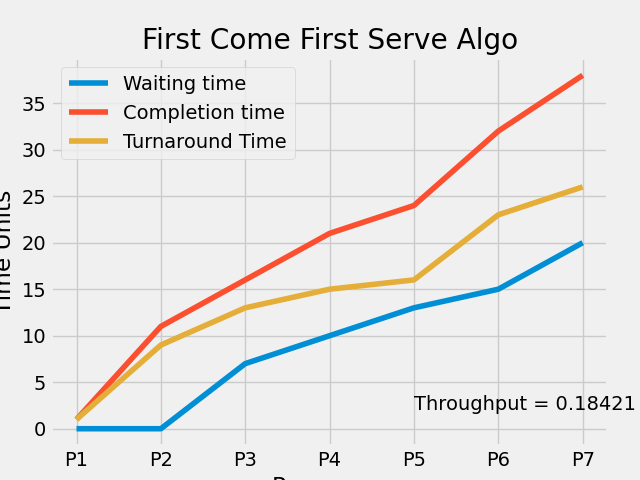 First Come First Serve Algo
Waiting time
Completion time
Turnaround Time
35
30
25
20
15
10
5
0
Time Units
Throughput = 0.18421
P1 P2 P3 P4 P5 P6 P7